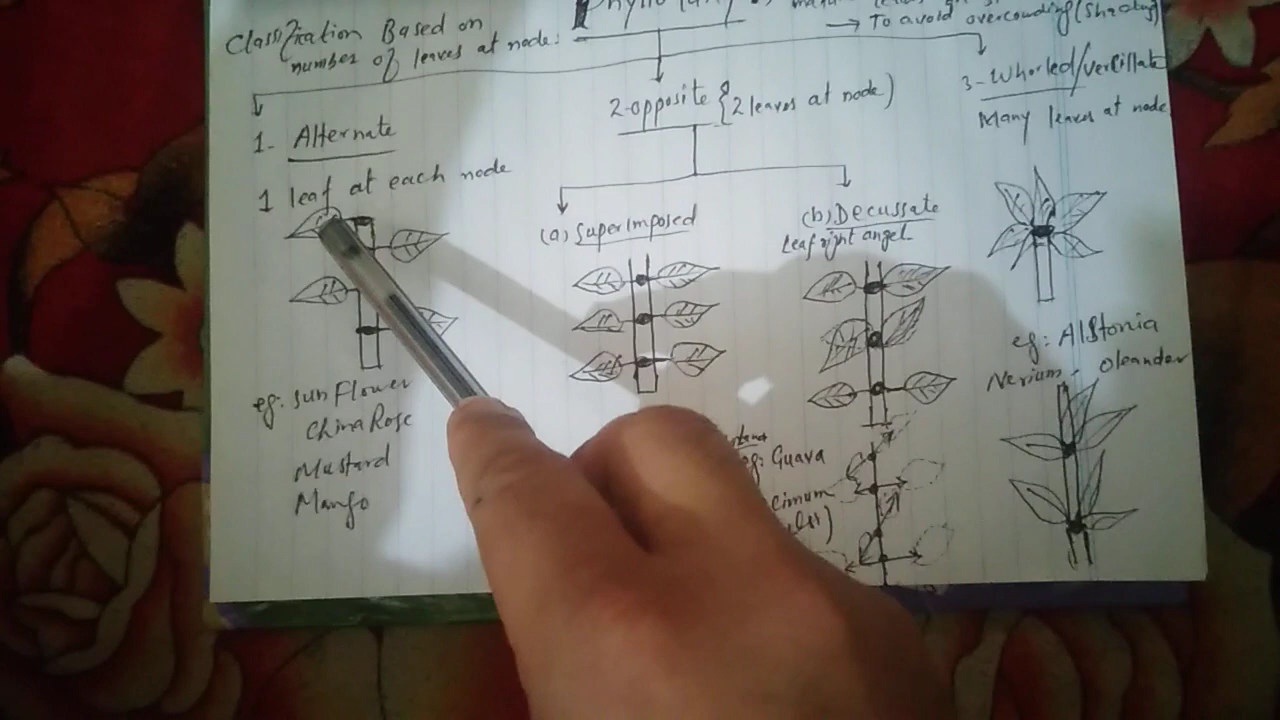 → To avoid overcouding (Shading)
Classification Based on
number of leaves at node:
1- Alternate
1 leaf at each node
eg: Sun Flower
China Rose
Mustard
Mango
2-opposite {2 leaves at node)
(a) Superimposed
(b) Decussate
Leaf right angel
eg: Guava
3-Whorled/Verticillate
Many leaves at node
eg: Alstonia
Nerium - oleander